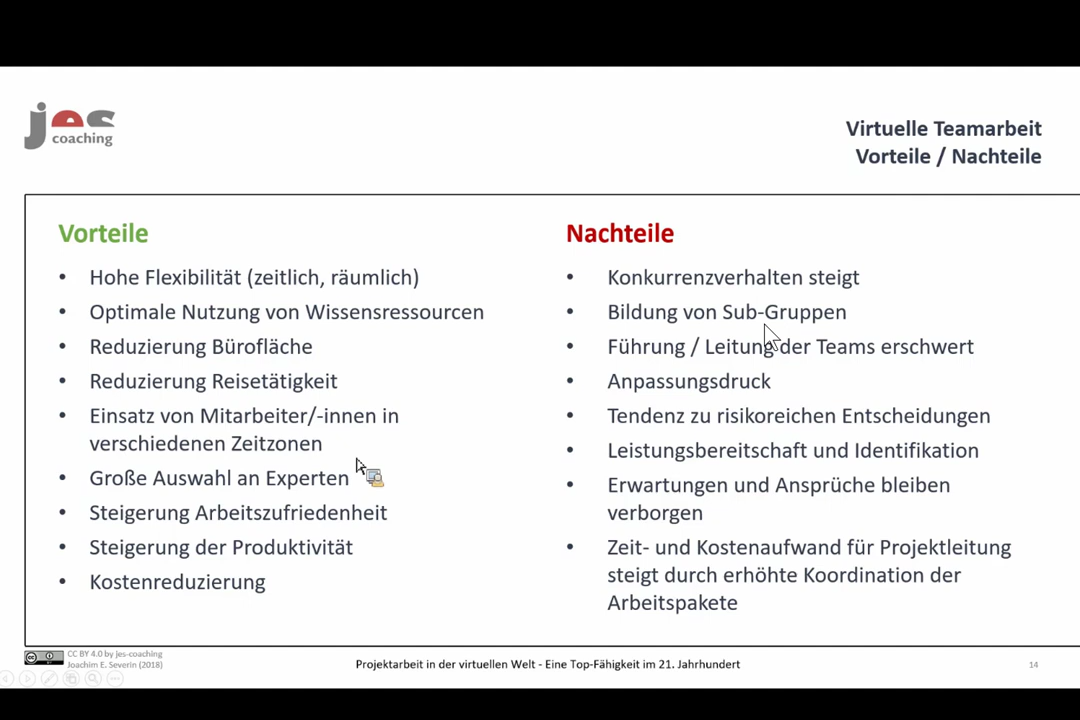 jes
coaching
Virtuelle Teamarbeit
Vorteile / Nachteile
Vorteile
• Hohe Flexibilität (zeitlich, räumlich)
• Optimale Nutzung von Wissensressourcen
• Reduzierung Bürofläche
• Reduzierung Reisetätigkeit
• Einsatz von Mitarbeiter/-innen in
verschiedenen Zeitzonen
• Große Auswahl an Experten
• Steigerung Arbeitszufriedenheit
• Steigerung der Produktivität
• Kostenreduzierung
Nachteile
• Konkurrenzverhalten steigt
• Bildung von Sub-Gruppen
• Führung / Leitung der Teams erschwert
• Anpassungsdruck
• Tendenz zu risikoreichen Entscheidungen
• Leistungsbereitschaft und Identifikation
• Erwartungen und Ansprüche bleiben
verborgen
• Zeit- und Kostenaufwand für Projektleitung
steigt durch erhöhte Koordination der
Arbeitspakete
CC BY 4.0 by jes-coaching
Joachim E. Severin (2018)
Projektarbeit in der virtuellen Welt - Eine Top-Fähigkeit im 21. Jahrhundert
14